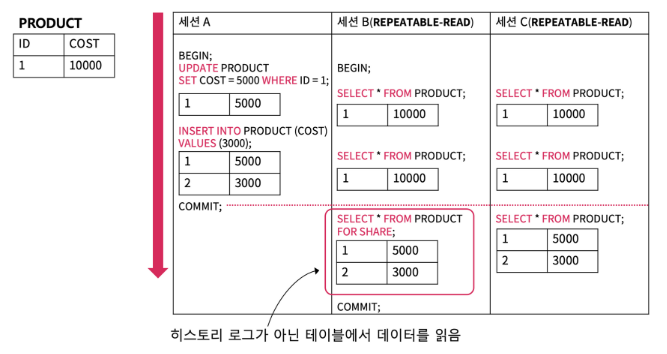 PRODUCT
ID COST
1 10000
세션 A
BEGIN;
UPDATE PRODUCT
SET COST = 5000 WHERE ID = 1;
1 5000
INSERT INTO PRODUCT (COST)
VALUES (3000);
1 5000
2 3000
COMMIT;
세션 B(REPEATABLE-READ)
BEGIN;
SELECT * FROM PRODUCT;
1 10000
SELECT * FROM PRODUCT;
1 10000
SELECT * FROM PRODUCT
FOR SHARE;
1 5000
2 3000
COMMIT;
세션 C(REPEATABLE-READ)
SELECT * FROM PRODUCT;
1 10000
SELECT * FROM PRODUCT;
1 10000
SELECT * FROM PRODUCT;
1 5000
2 3000
히스토리 로그가 아닌 테이블에서 데이터를 읽음